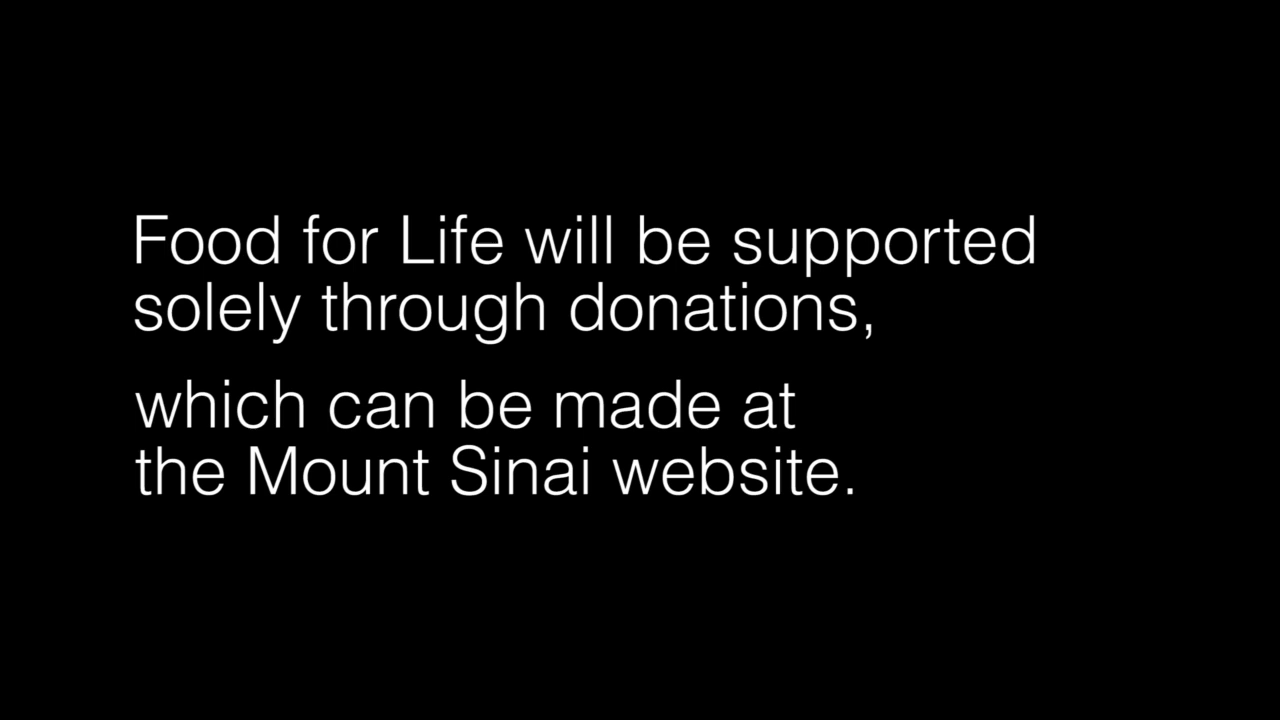 Food for Life will be supported
solely through donations,
which can be made at
the Mount Sinai website.